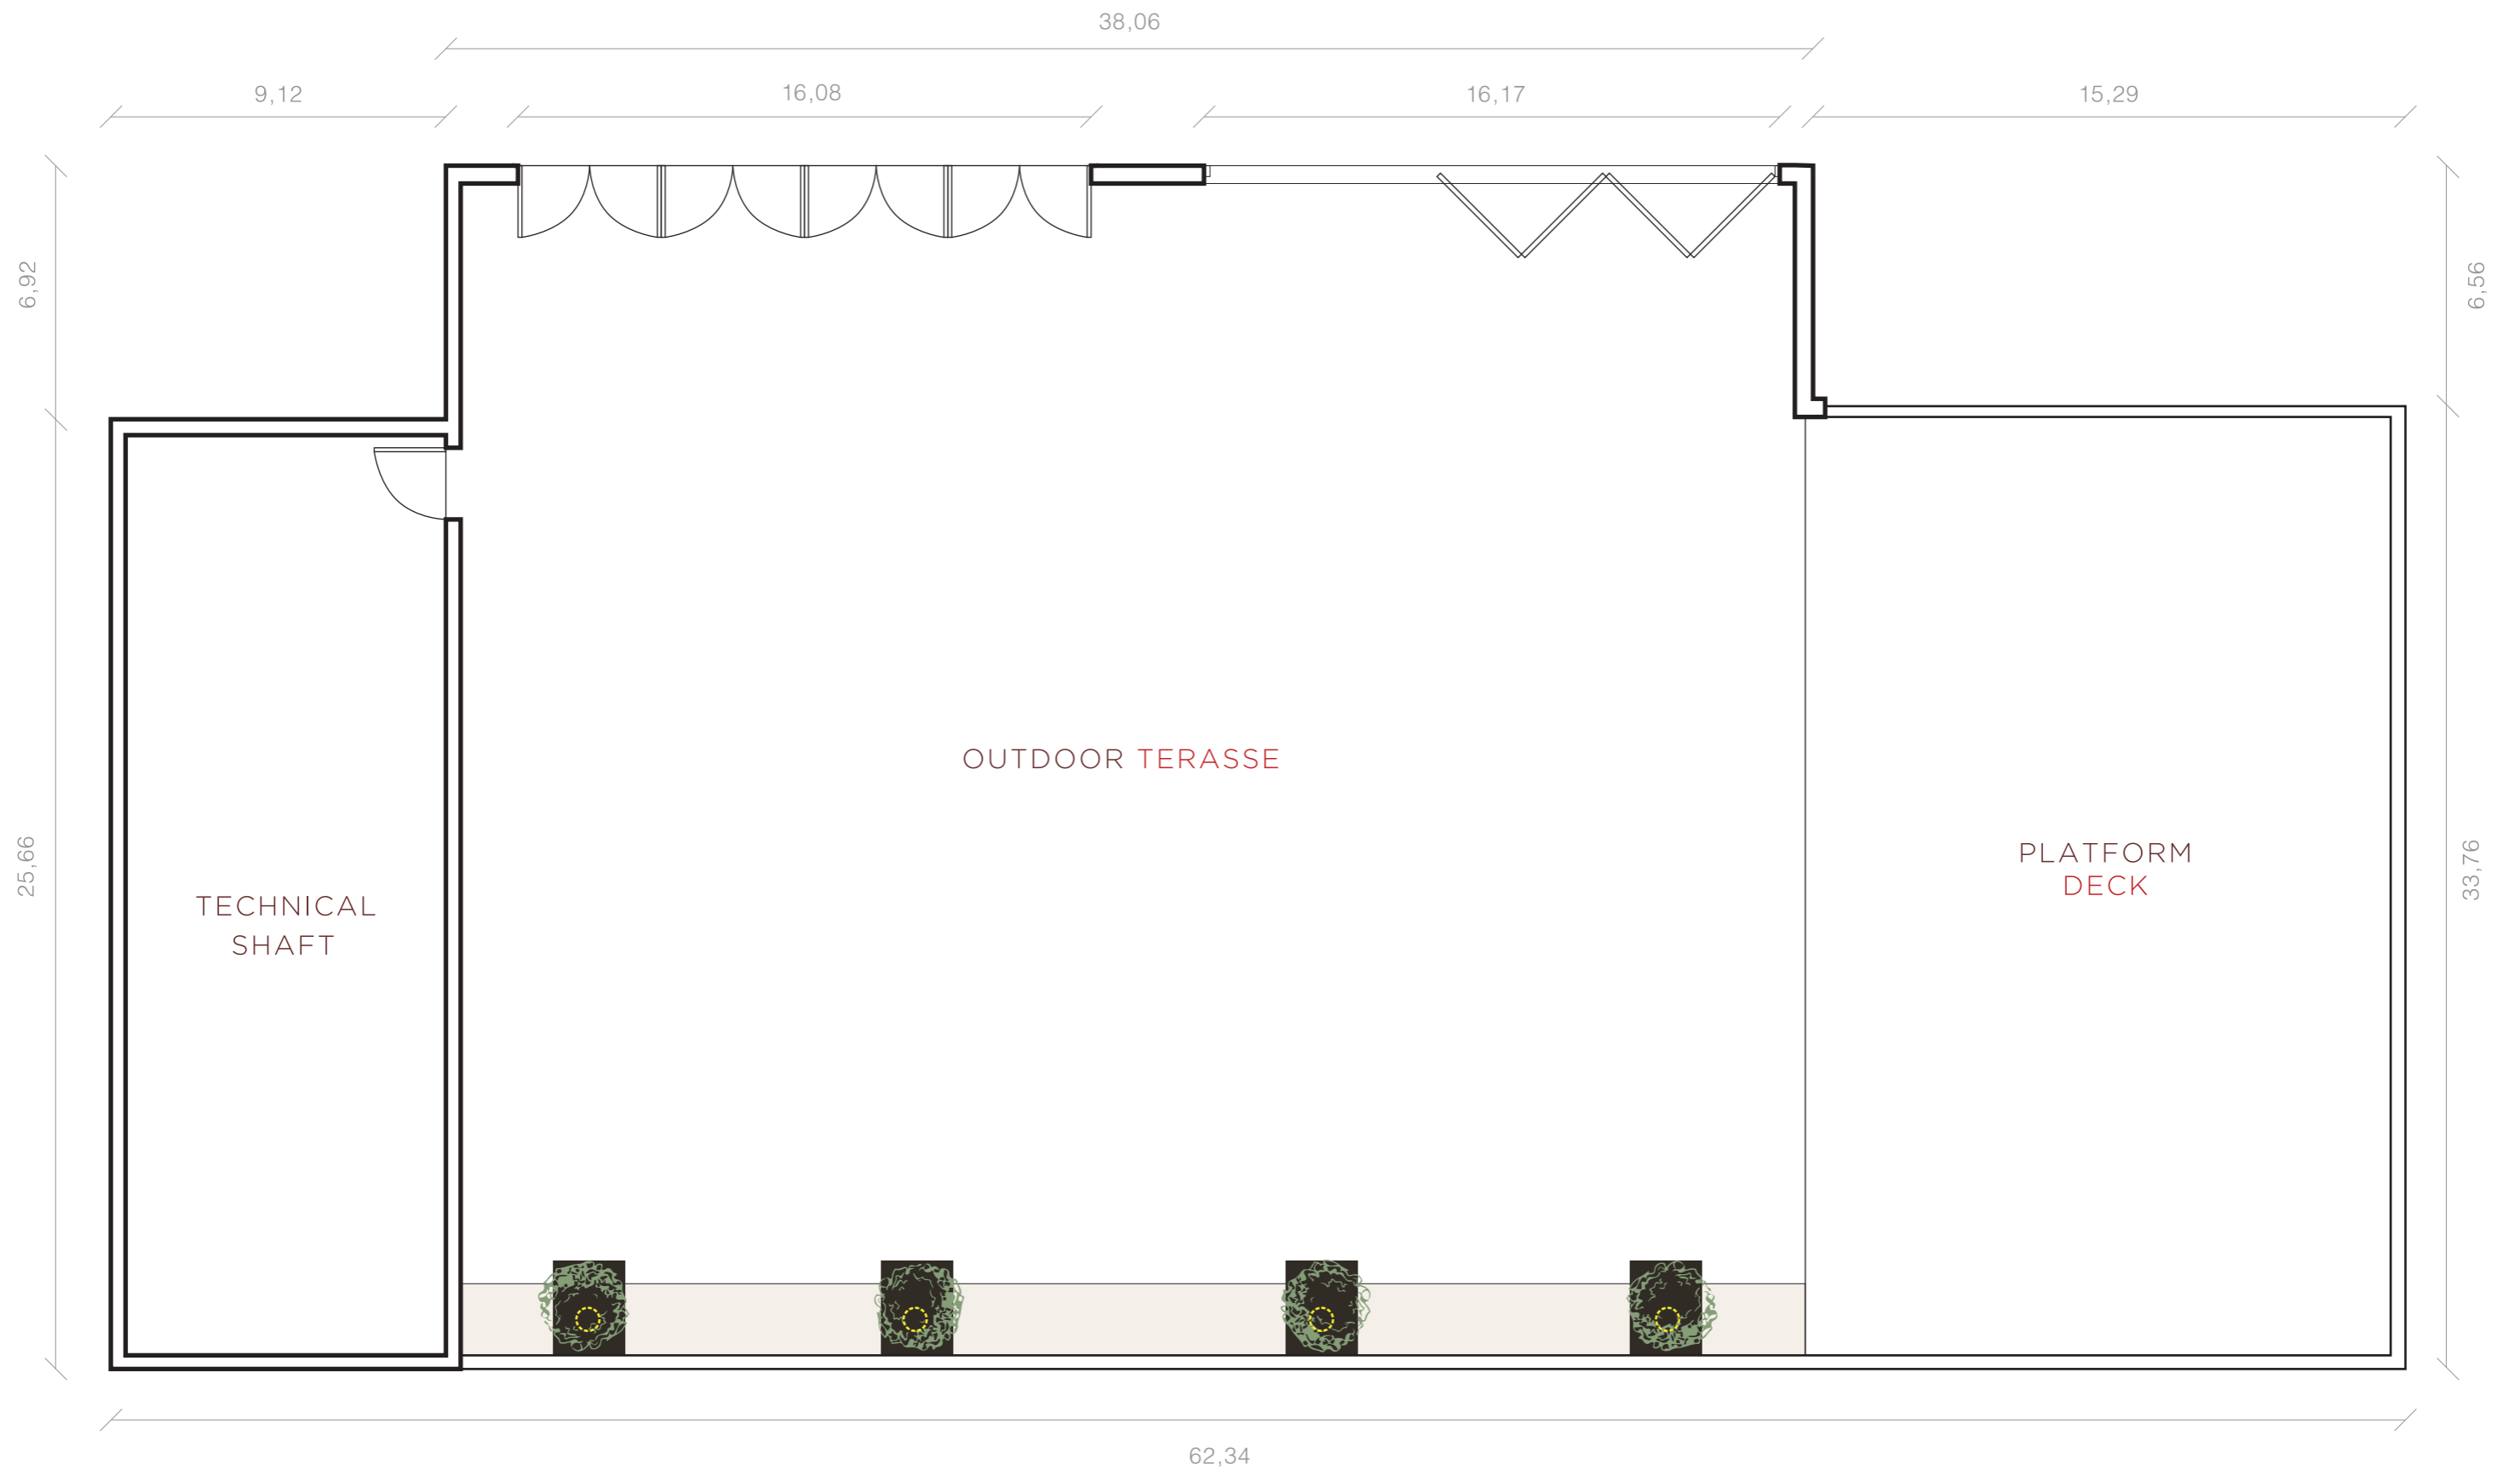 38,06
9,12
16,08
16,17
15,29
6,92
6,56
OUTDOOR TERASSE
PLATFORM
DECK
25,66
33,76
TECHNICAL
SHAFT
62,34